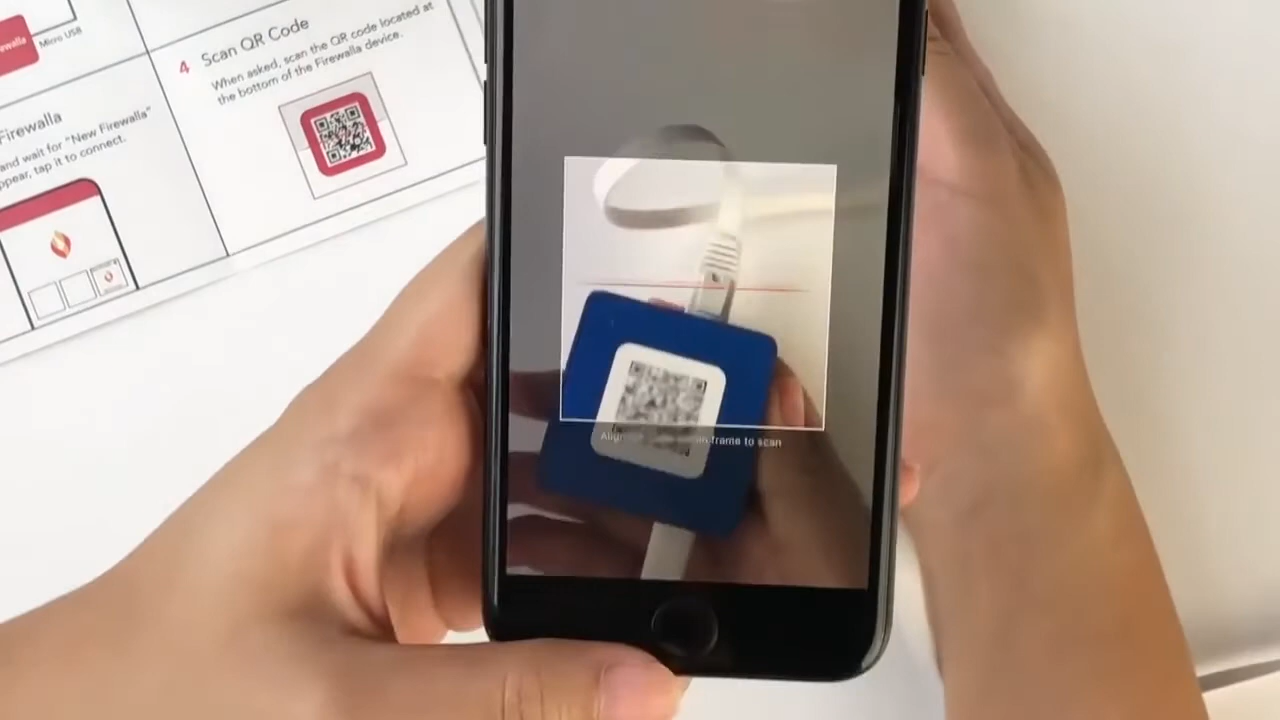 Micro USB
4 Scan QR Code
When asked, scan the QR code located at
the bottom of the Firewalla device.
Firewalla
and wait for "New Firewalla"
appear, tap it to connect.
frame to scan